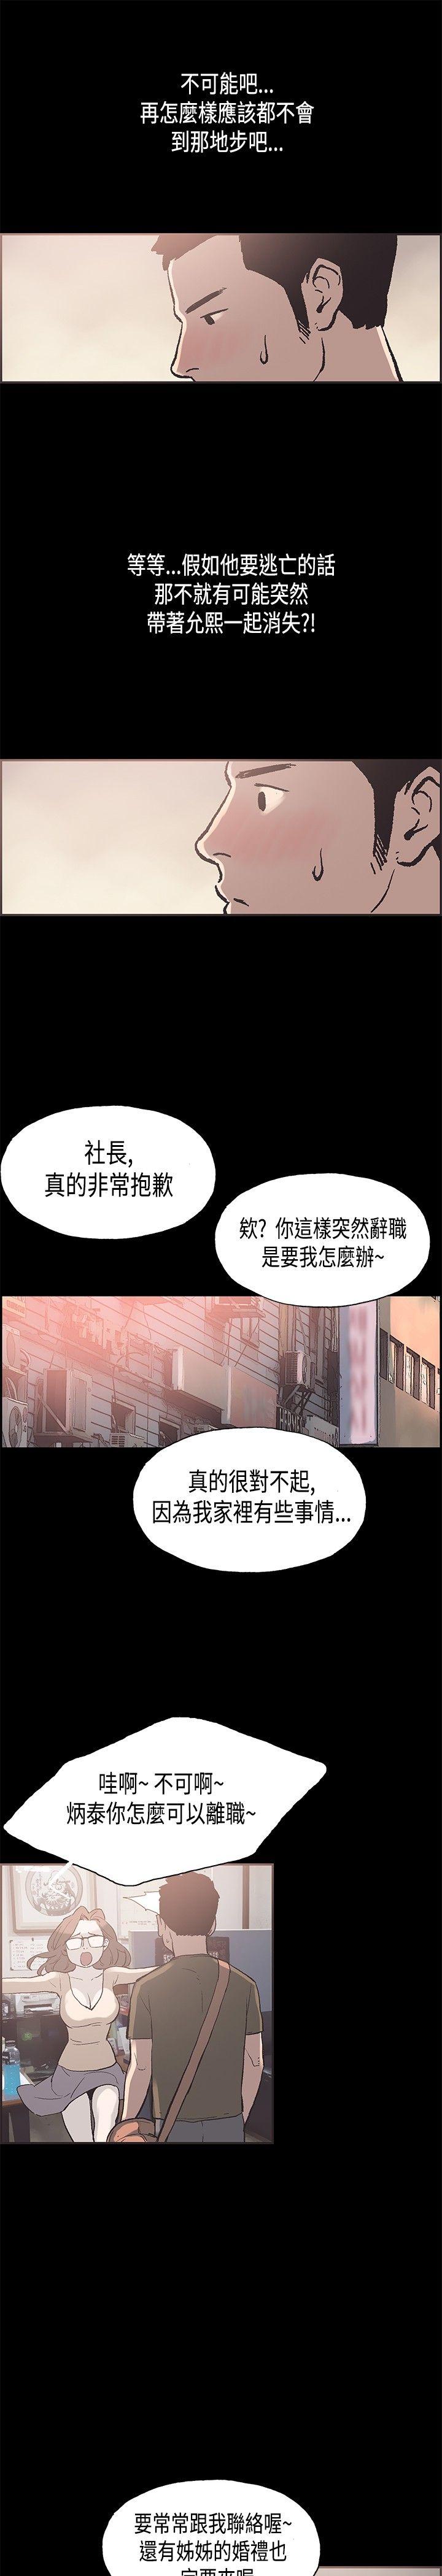 不可能吧...
再怎麼樣應該都不會
到那地步吧...
等等...假如他要逃亡的話
那不就有可能突然
帶著允熙一起消失?!
社長,
真的非常抱歉
欸? 你這樣突然辭職
是要我怎麼辦~
真的很對不起,
因為我家裡有些事情...
哇啊~ 不可啊~
炳泰你怎麼可以離職~
要常常跟我聯絡喔~
還有姊姊的婚禮也
一定要來喔